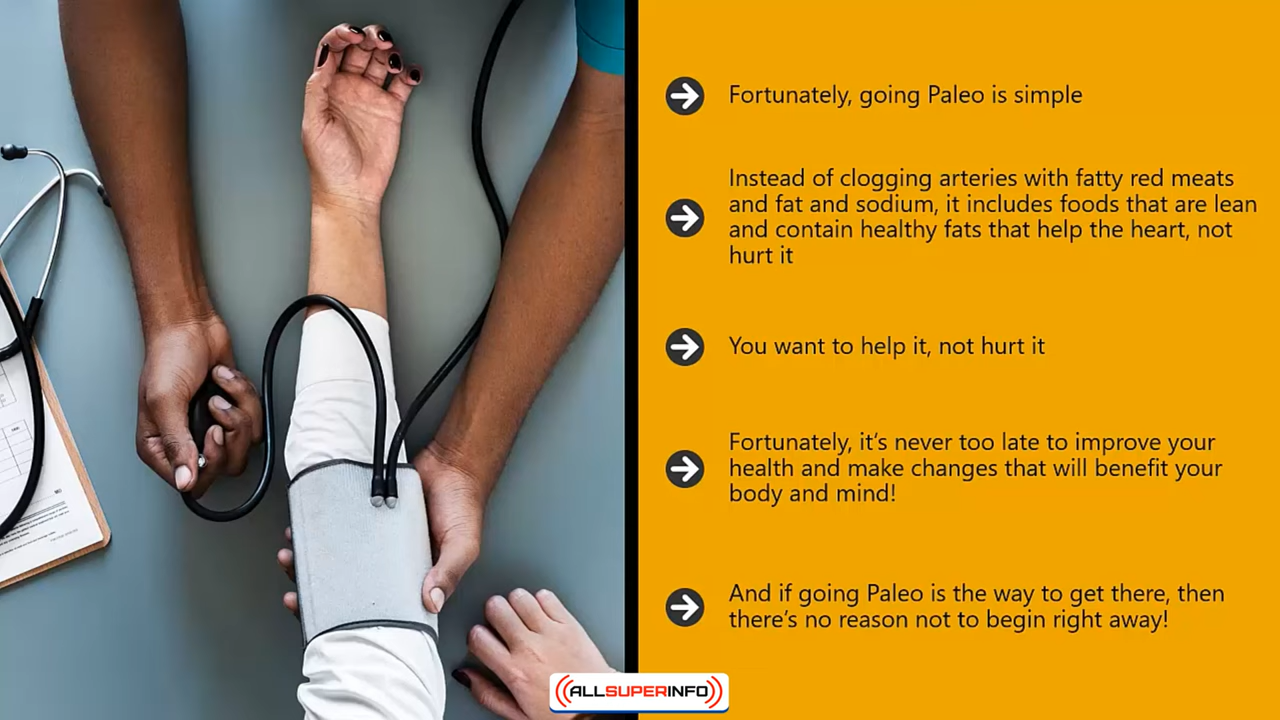 Fortunately, going Paleo is simple
Instead of clogging arteries with fatty red meats
and fat and sodium, it includes foods that are lean
and contain healthy fats that help the heart, not
hurt it
You want to help it, not hurt it
Fortunately, it’s never too late to improve your
health and make changes that will benefit your
body and mind!
And if going Paleo is the way to get there, then
there’s no reason not to begin right away!
ALLSUPERINFO